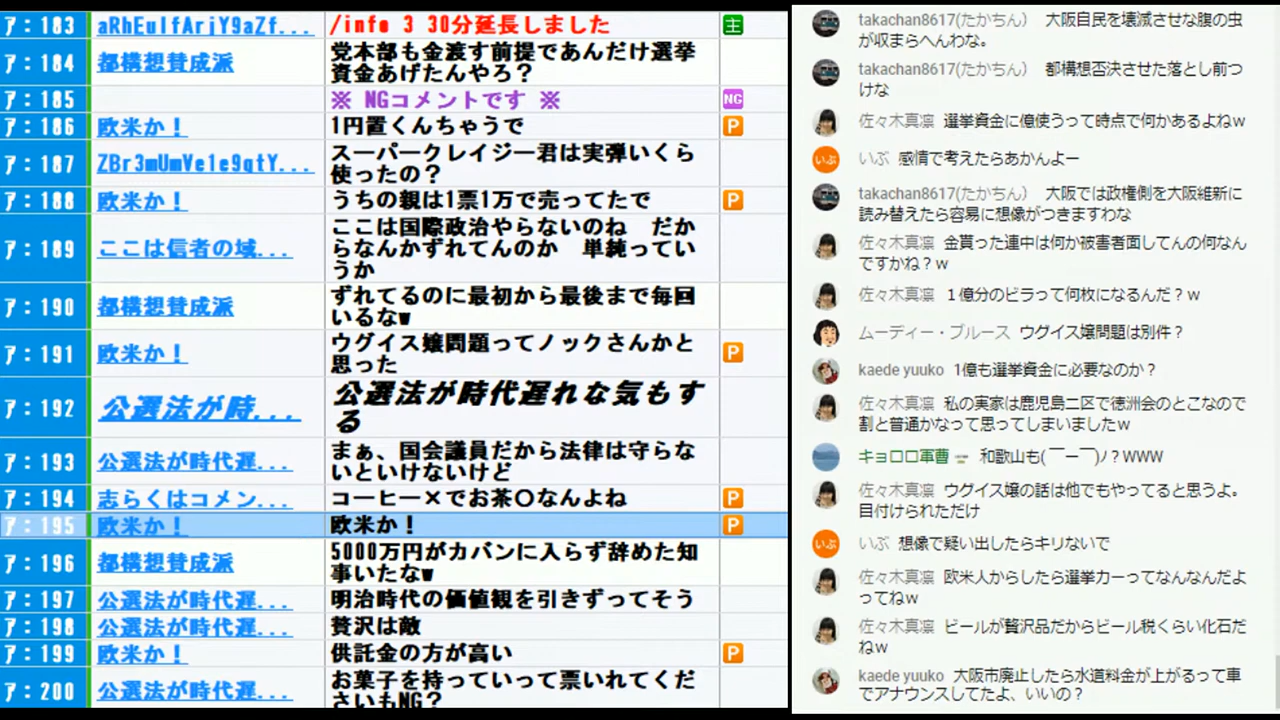 ア：183 aRhEuIfArjY9aZf... /info 3 30分延長しました 主
ア：184 都構想賛成派 党本部も金渡す前提であんだけ選挙
資金あげたんやろ？
ア：185 ※ NGコメントです ※ NG
ア：186 欧米か！ 1円置くんちゃうで P
ア：187 ZBr3mUmVe1e9qtY... スーパークレイジー君は実弾いくら
使ったの？
ア：188 欧米か！ うちの親は1票1万で売ってたで P
ア：189 ここは信者の域... ここは国際政治やらないのね　だか
らなんかずれてんのか　単純ってい
うか
ア：190 都構想賛成派 ずれてるのに最初から最後まで毎回
いるなw
ア：191 欧米か！ ウグイス嬢問題ってノックさんかと
思った P
ア：192 公選法が時... 公選法が時代遅れな気もす
る
ア：193 公選法が時代遅... まぁ、国会議員だから法律は守らな
いといけないけど
ア：194 志らくはコメン... コーヒー×でお茶〇なんよね P
ア：195 欧米か！ 欧米か！ P
ア：196 都構想賛成派 5000万円がカバンに入らず辞めた知
事いたなw
ア：197 公選法が時代遅... 明治時代の価値観を引きずってそう
ア：198 公選法が時代遅... 贅沢は敵
ア：199 欧米か！ 供託金の方が高い P
ア：200 公選法が時代遅... お菓子を持っていって票いれてくだ
さいもNG？
takachan8617(たかちん) 大阪自民を壊滅させな腹の虫
が収まらへんわな。
takachan8617(たかちん) 都構想否決させた落とし前つ
けな
佐々木真凛 選挙資金に億使うって時点で何かあるよねw
いぶ 感情で考えたらあかんよー
takachan8617(たかちん) 大阪では政権側を大阪維新に
読み替えたら容易に想像がつきますわな
佐々木真凛 金貰った連中は何か被害者面してんの何なん
ですかね？w
佐々木真凛 １億分のビラって何枚になるんだ？w
ムーディー・ブルース ウグイス嬢問題は別件？
kaede yuuko 1億も選挙資金に必要なのか？
佐々木真凛 私の実家は鹿児島二区で徳洲会のとこなので
割と普通かなって思ってしまいましたw
キョロロ軍曹 和歌山も(￣ー￣)ﾉ？WWW
佐々木真凛 ウグイス嬢の話は他でもやってると思うよ。
目付けられただけ
いぶ 想像で疑い出したらキリないで
佐々木真凛 欧米人からしたら選挙カーってなんなんだよ
ってねw
佐々木真凛 ビールが贅沢品だからビール税くらい化石だ
ねw
kaede yuuko 大阪市廃止したら水道料金が上がるって車
でアナウンスしてたよ、いいの？